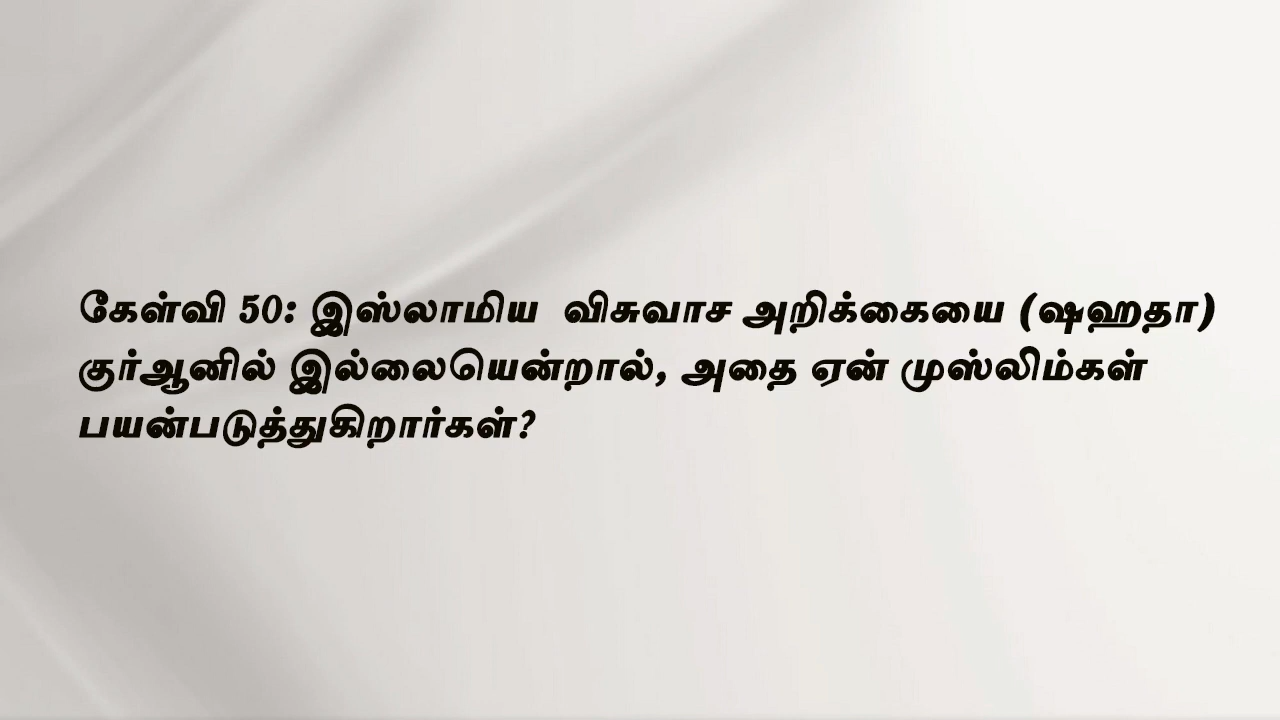 கேள்வி 50: இஸ்லாமிய விசுவாச அறிக்கையை (ஷஹதா)
குர்ஆனில் இல்லையென்றால், அதை ஏன் முஸ்லிம்கள்
பயன்படுத்துகிறார்கள்?